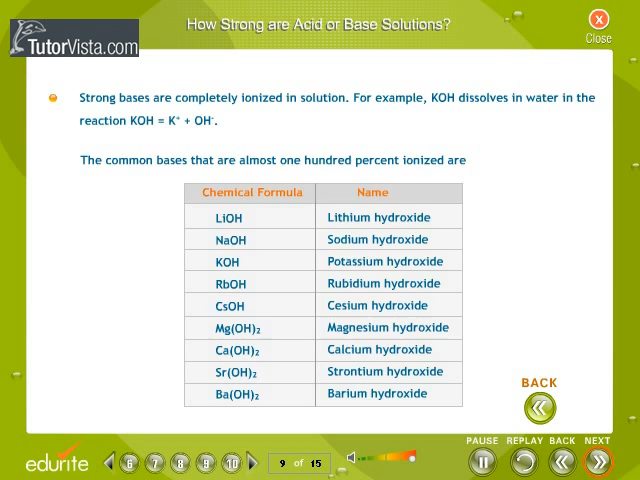 How Strong are Acid or Base Solutions?
TutorVista.com
X
Close
Strong bases are completely ionized in solution. For example, KOH dissolves in water in the
reaction KOH = K⁺ + OH⁻.
The common bases that are almost one hundred percent ionized are
Chemical Formula Name
LiOH Lithium hydroxide
NaOH Sodium hydroxide
KOH Potassium hydroxide
RbOH Rubidium hydroxide
CsOH Cesium hydroxide
Mg(OH)₂ Magnesium hydroxide
Ca(OH)₂ Calcium hydroxide
Sr(OH)₂ Strontium hydroxide
Ba(OH)₂ Barium hydroxide
BACK
PAUSE REPLAY BACK NEXT
edurite 6 7 8 9 10 9 of 15